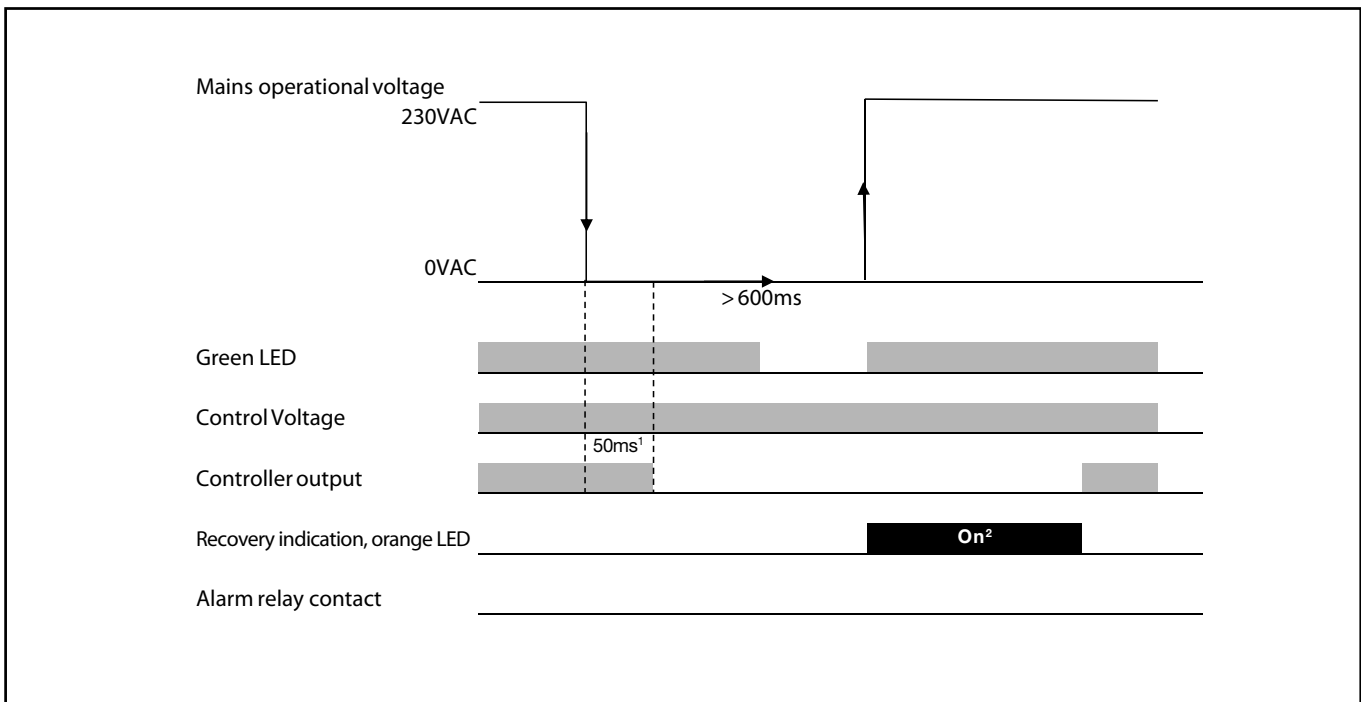 Mains operational voltage
230VAC
0VAC
>600ms
Green LED
Control Voltage
50ms¹
Controller output
Recovery indication, orange LED
On²
Alarm relay contact